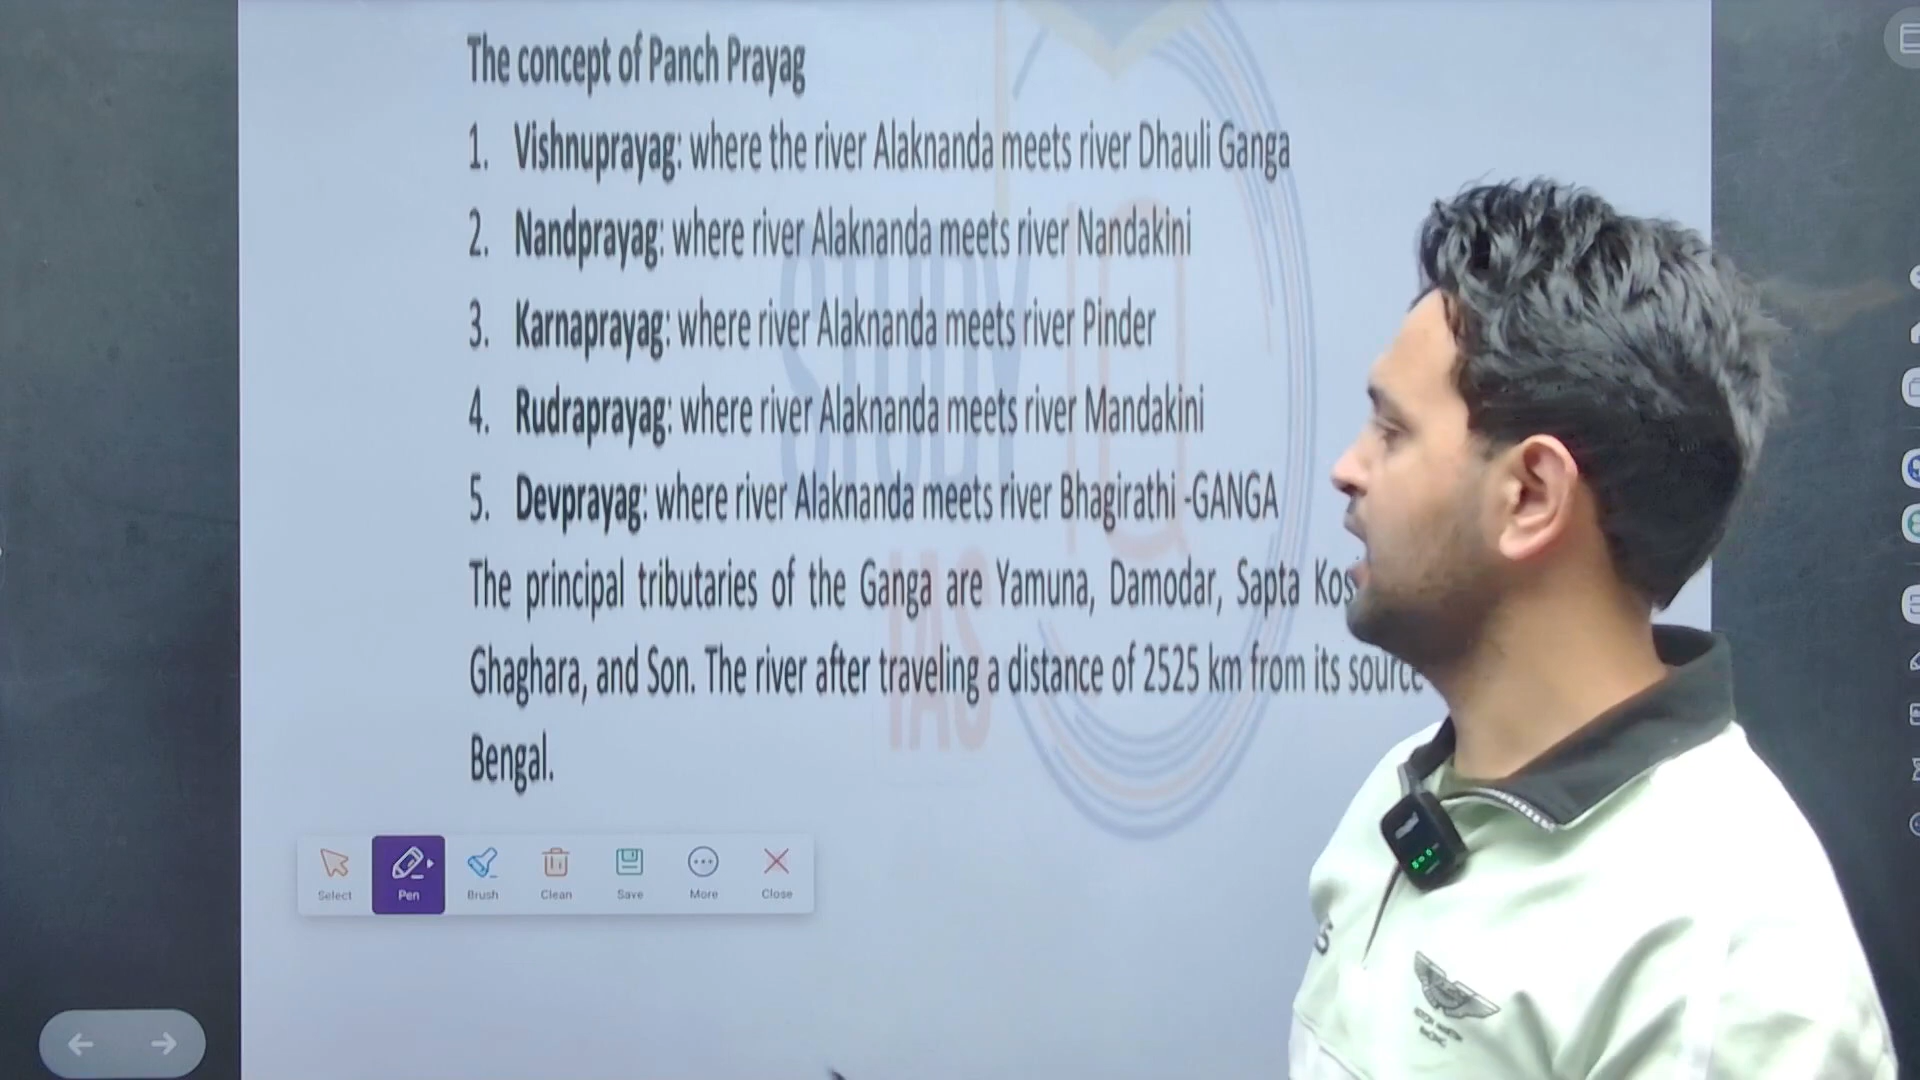 The concept of Panch Prayag
1. Vishnuprayag: where the river Alaknanda meets river Dhauli Ganga
2. Nandprayag: where river Alaknanda meets river Nandakini
3. Karnaprayag: where river Alaknanda meets river Pinder
4. Rudraprayag: where river Alaknanda meets river Mandakini
5. Devprayag: where river Alaknanda meets river Bhagirathi -GANGA
The principal tributaries of the Ganga are Yamuna, Damodar, Sapta Kos
Ghaghara, and Son. The river after traveling a distance of 2525 km from its source
Bengal.
STUDY IQ
IAS
Select Pen Brush Clean Save More Close